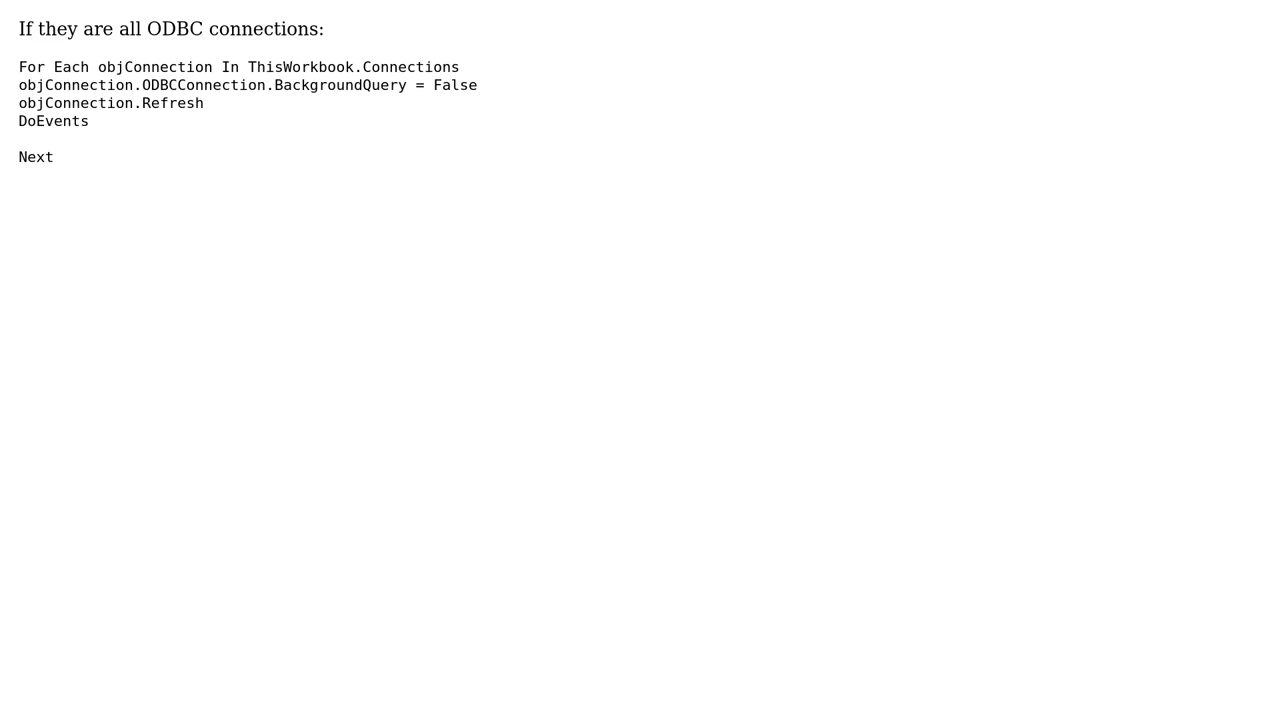 If they are all ODBC connections:
For Each objConnection In ThisWorkbook.Connections
objConnection.ODBCConnection.BackgroundQuery = False
objConnection.Refresh
DoEvents
Next